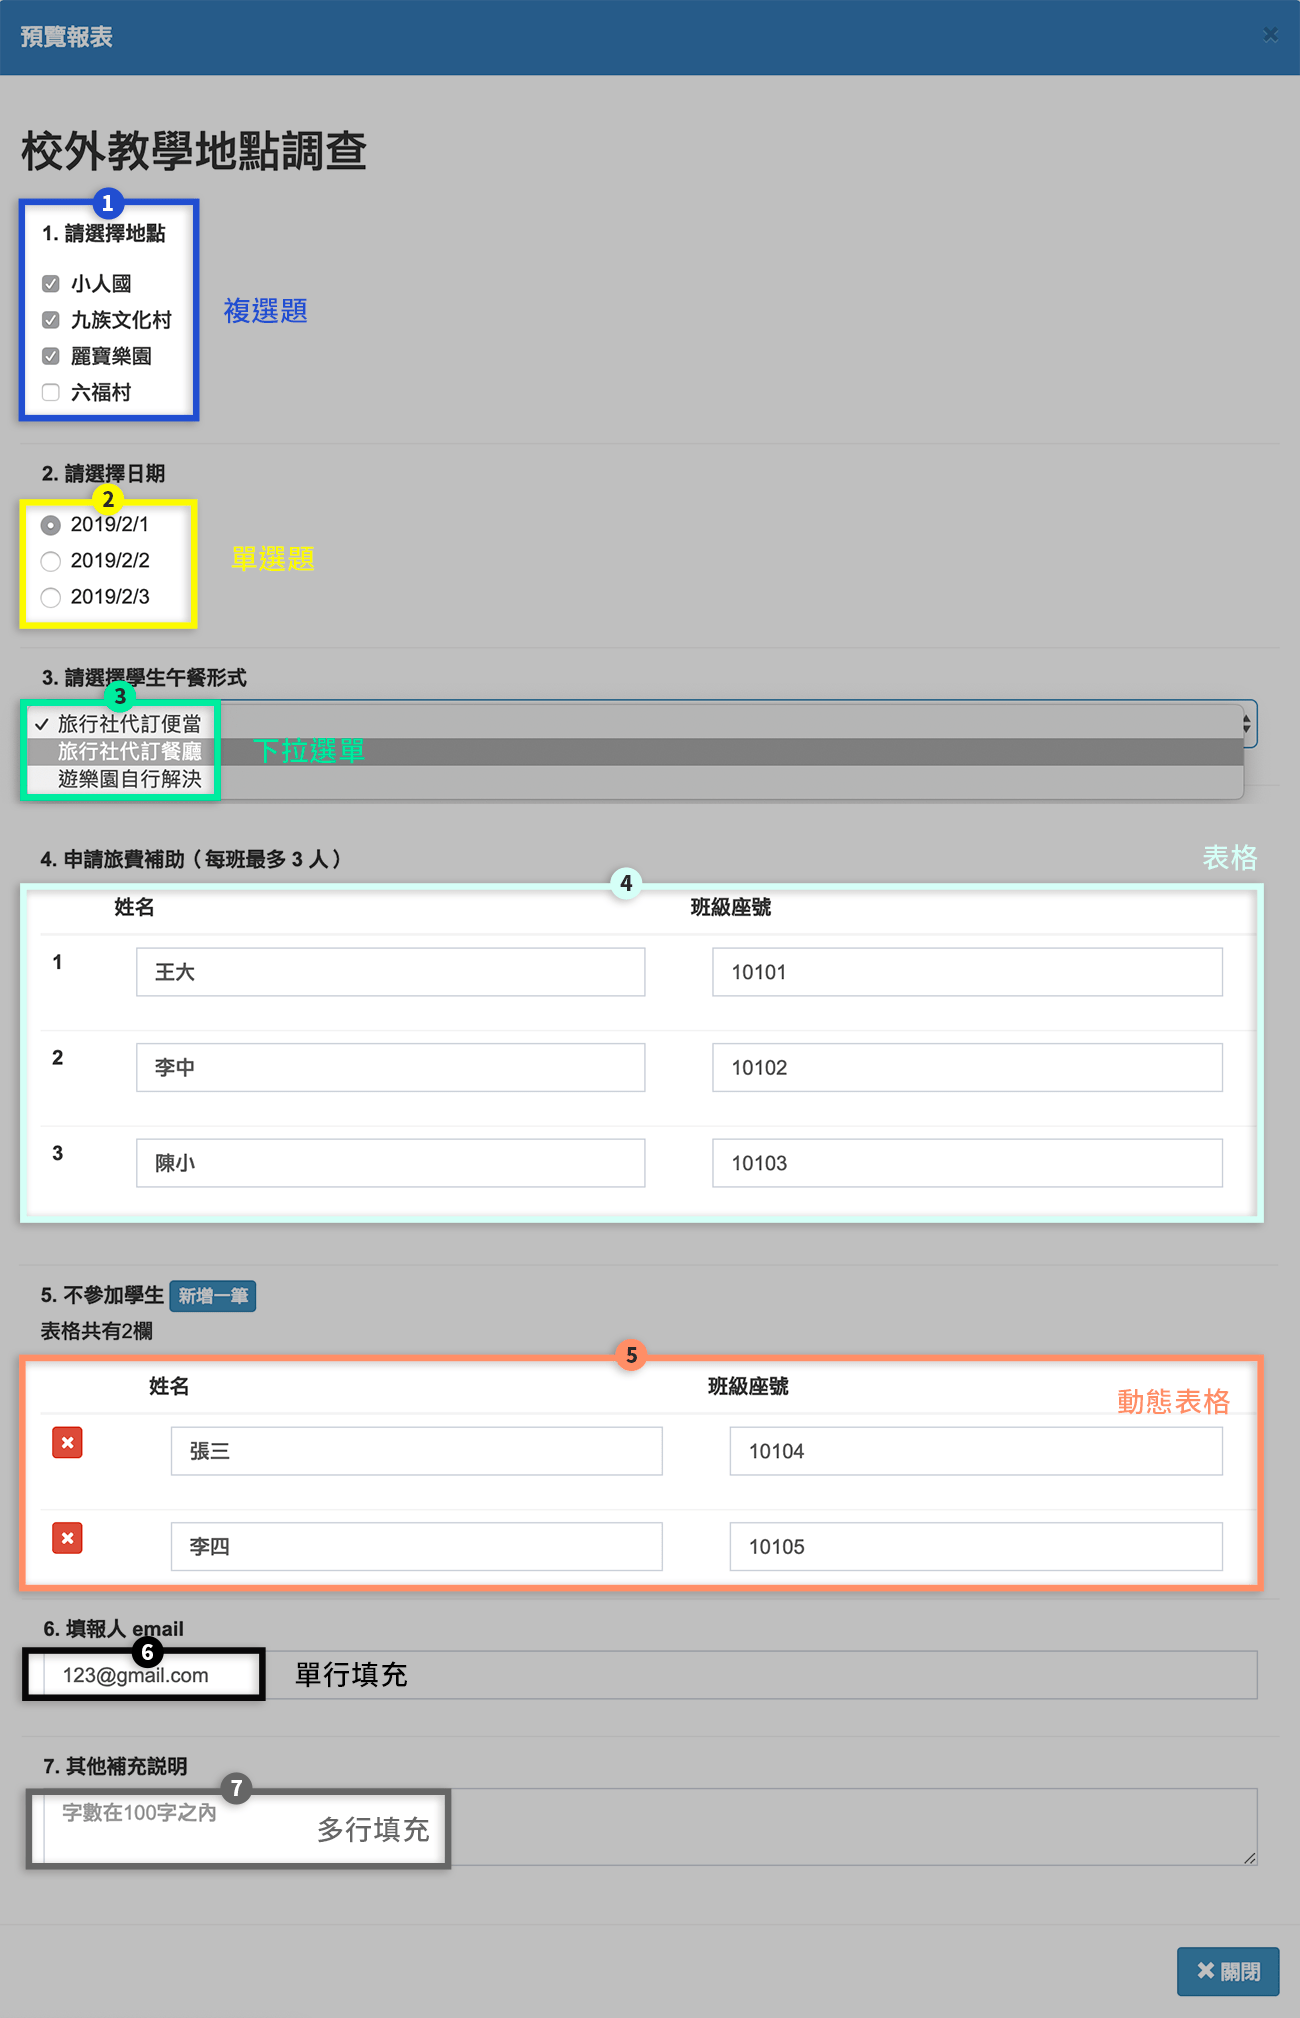 預覽報表
校外教學地點調查
1
1. 請選擇地點
小人國
九族文化村
麗寶樂園
六福村
複選題
2. 請選擇日期
2
2019/2/1
2019/2/2
2019/2/3
單選題
3. 請選擇學生午餐形式
3
旅行社代訂便當
旅行社代訂餐廳
遊樂園自行解決
下拉選單
4. 申請旅費補助（每班最多 3 人）
表格
4
姓名 班級座號
1 王大 10101
2 李中 10102
3 陳小 10103
5. 不參加學生 新增一筆
表格共有2欄
5
姓名 班級座號
動態表格
張三 10104
李四 10105
6. 填報人 email
6
123@gmail.com
單行填充
7. 其他補充說明
7
字數在100字之內
多行填充
關閉